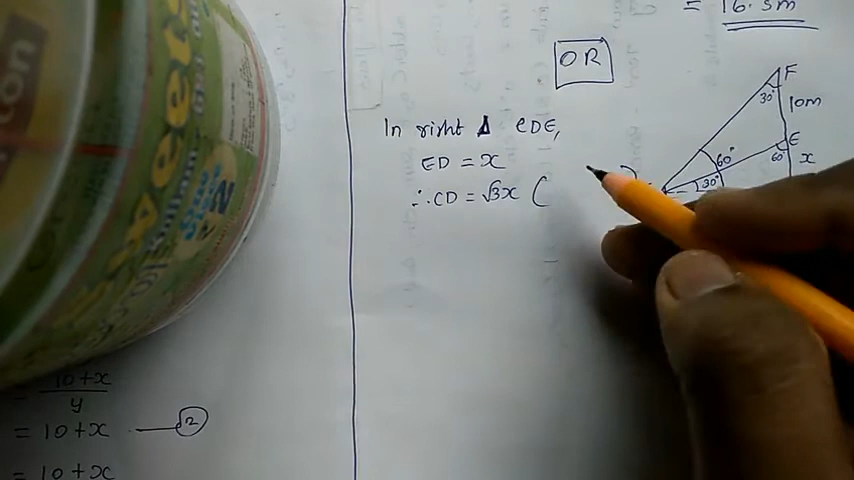 10+x
y
= 10+x — 2
= 10+x
= 16.5m
OR
In right Δ CDE,
ED = x
∴ CD = √3x (
F
30°
10m
E
60°
60°
x
30°